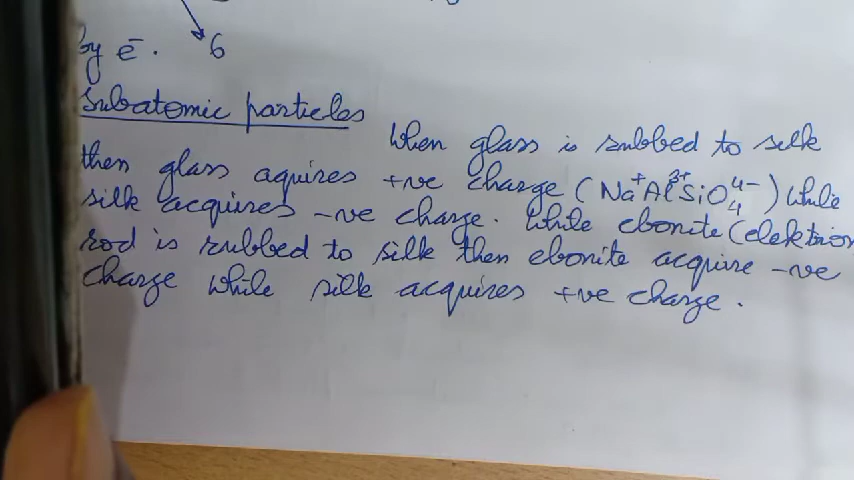 by e⁻. 6
Subatomic particles
When glass is rubbed to silk
then glass aquires +ve charge (Na⁺Al³⁺SiO₄⁴⁻) while
silk acquires -ve charge. While ebonite (elektrion
rod is rubbed to silk then ebonite acquire -ve
charge while silk acquires +ve charge.